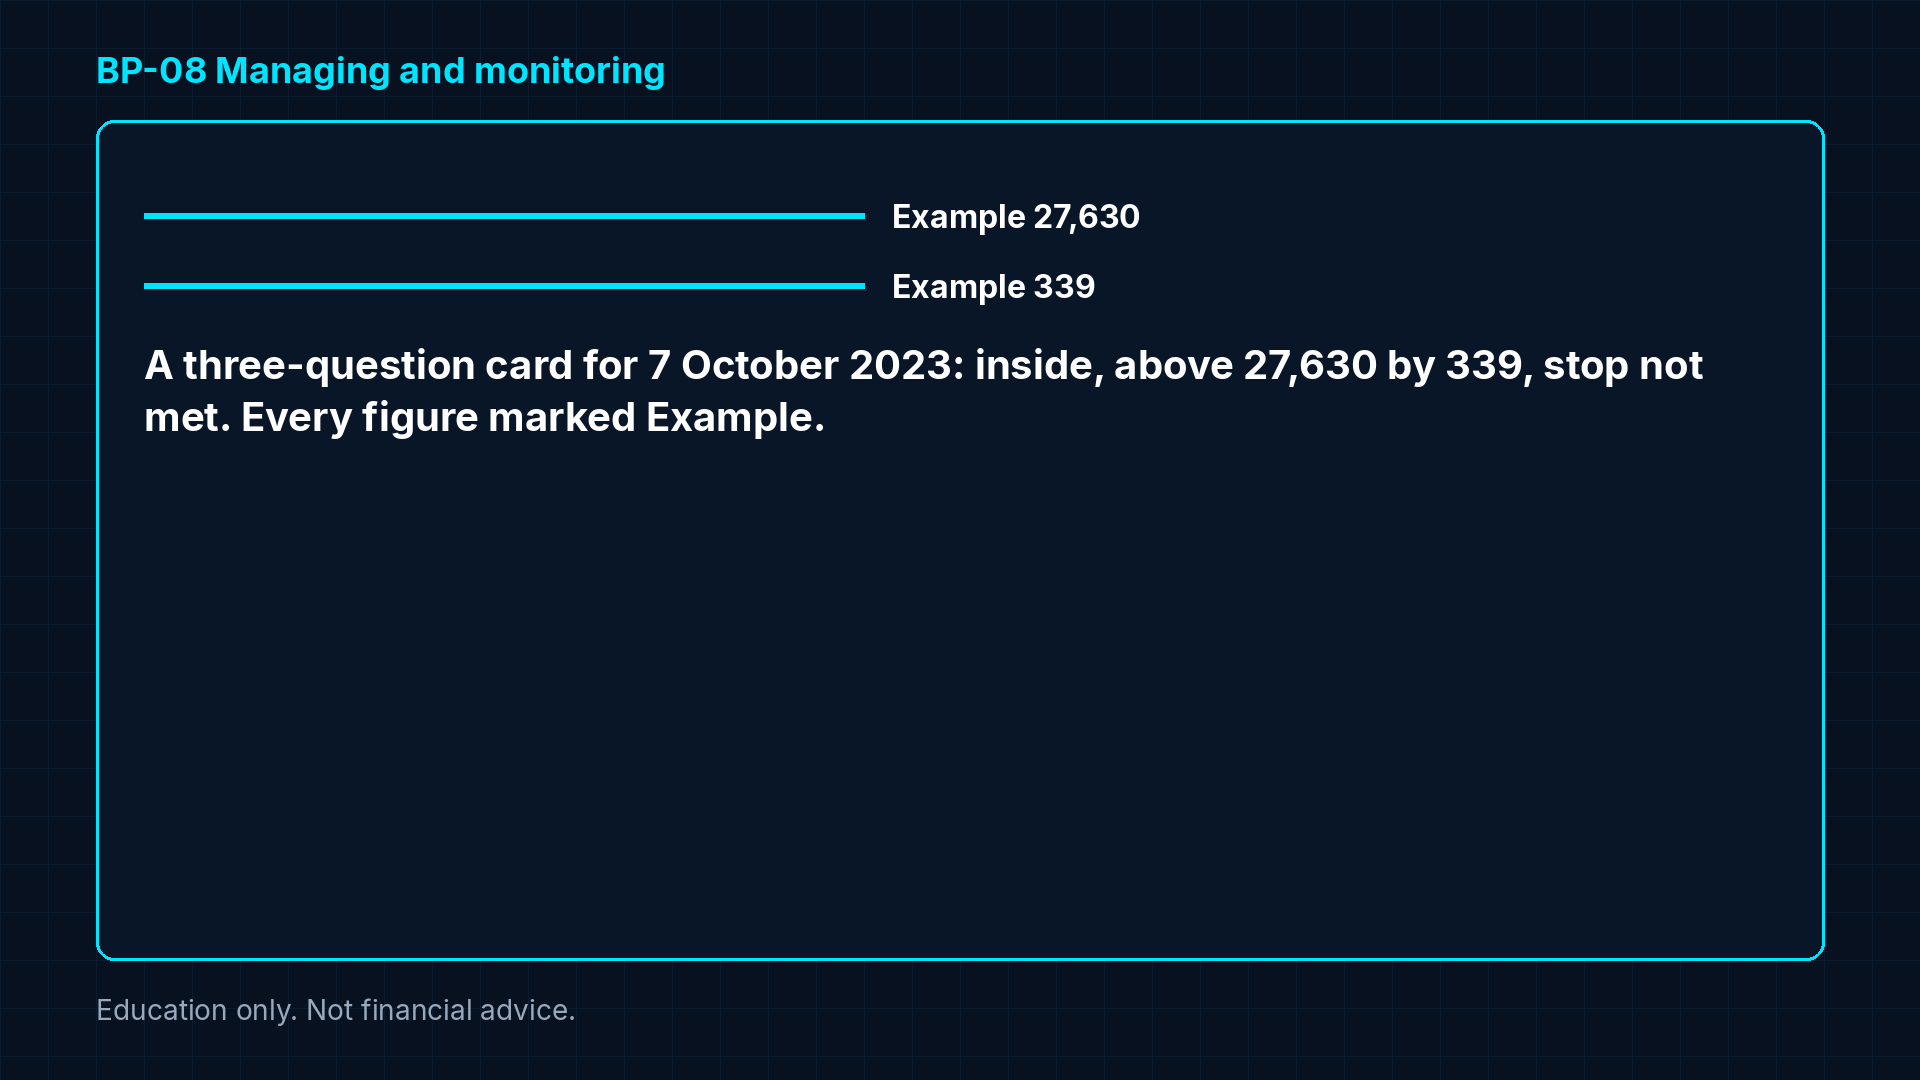 BP-08 Managing and monitoring
Example 27,630
Example 339
A three-question card for 7 October 2023: inside, above 27,630 by 339, stop not
met. Every figure marked Example.
Education only. Not financial advice.